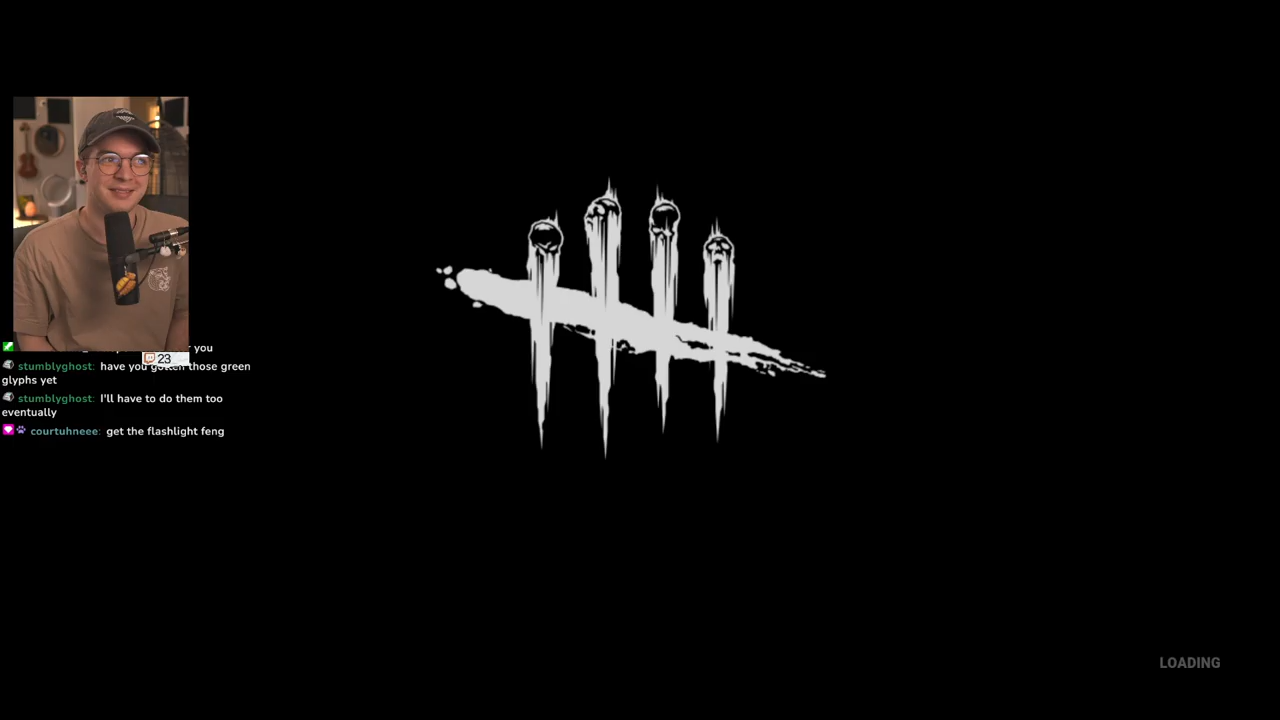 r you
23
stumblyghost: have you gotten those green
glyphs yet
stumblyghost: I'll have to do them too
eventually
courtuhneee: get the flashlight feng
LOADING